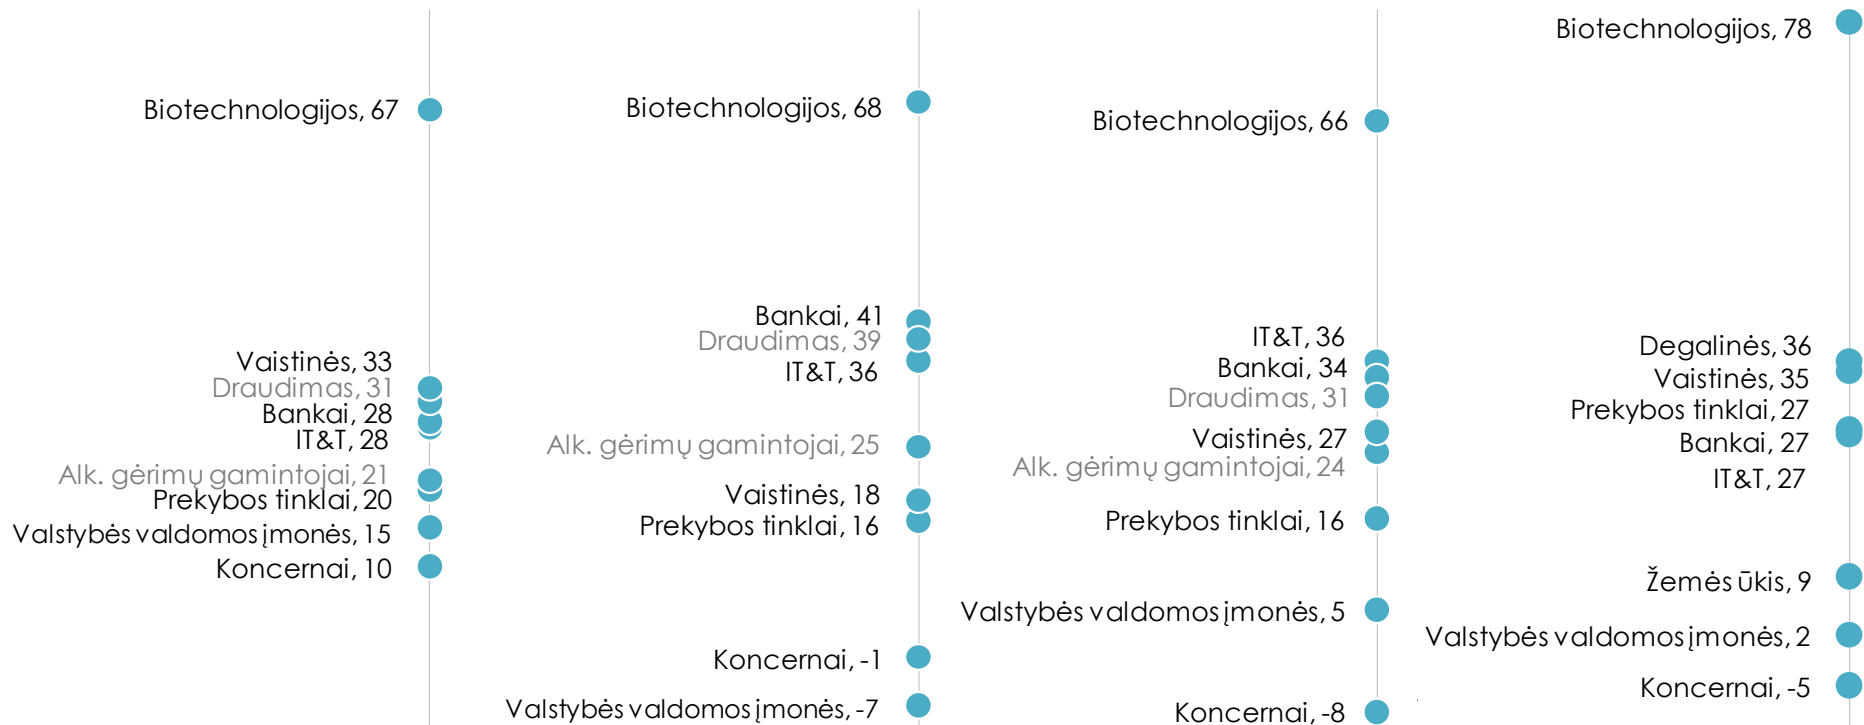 Biotechnologijos, 67
Vaistinės, 33
Draudimas, 31
Bankai, 28
IT&T, 28
Alk. gėrimų gamintojai, 21
Prekybos tinklai, 20
Valstybės valdomos įmonės, 15
Koncernai, 10
Biotechnologijos, 68
Bankai, 41
Draudimas, 39
IT&T, 36
Alk. gėrimų gamintojai, 25
Vaistinės, 18
Prekybos tinklai, 16
Koncernai, -1
Valstybės valdomos įmonės, -7
Biotechnologijos, 66
IT&T, 36
Bankai, 34
Draudimas, 31
Vaistinės, 27
Alk. gėrimų gamintojai, 24
Prekybos tinklai, 16
Valstybės valdomos įmonės, 5
Koncernai, -8
Biotechnologijos, 78
Degalinės, 36
Vaistinės, 35
Prekybos tinklai, 27
Bankai, 27
IT&T, 27
Žemės ūkis, 9
Valstybės valdomos įmonės, 2
Koncernai, -5